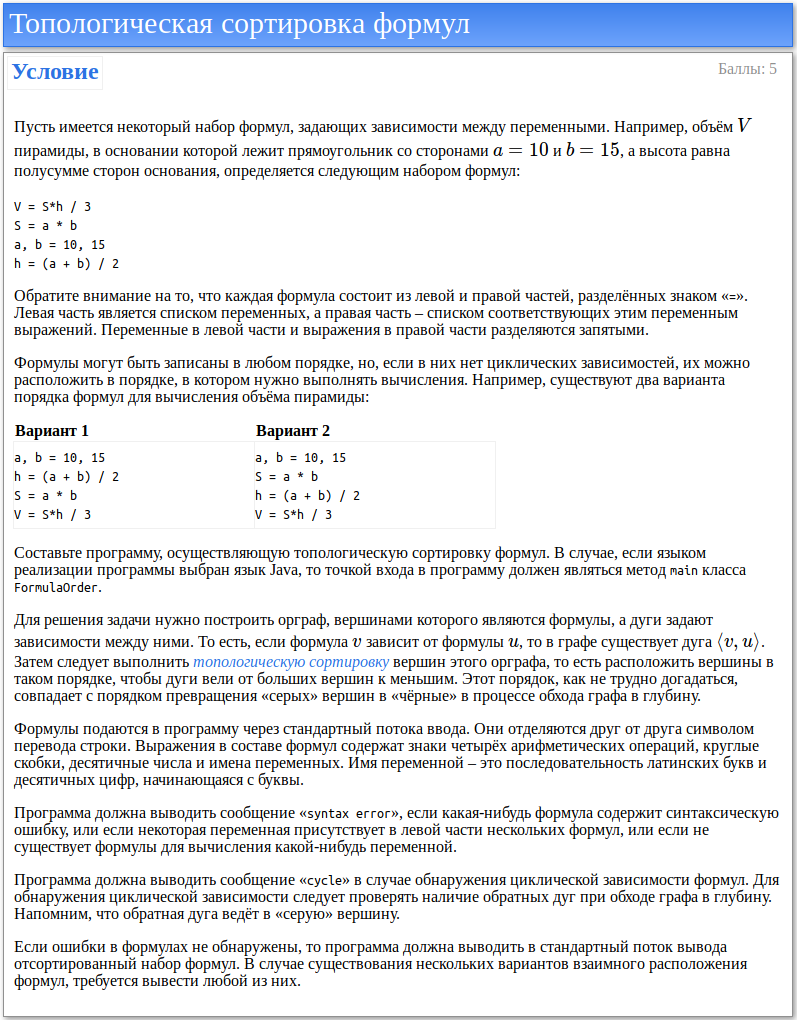 Топологическая сортировка формул
Условие
Баллы: 5
Пусть имеется некоторый набор формул, задающих зависимости между переменными. Например, объём V
пирамиды, в основании которой лежит прямоугольник со сторонами a = 10 и b = 15, а высота равна
полусумме сторон основания, определяется следующим набором формул:
V = S*h / 3
S = a * b
a, b = 10, 15
h = (a + b) / 2
Обратите внимание на то, что каждая формула состоит из левой и правой частей, разделённых знаком «=».
Левая часть является списком переменных, а правая часть – списком соответствующих этим переменным
выражений. Переменные в левой части и выражения в правой части разделяются запятыми.
Формулы могут быть записаны в любом порядке, но, если в них нет циклических зависимостей, их можно
расположить в порядке, в котором нужно выполнять вычисления. Например, существуют два варианта
порядка формул для вычисления объёма пирамиды:
Вариант 1 Вариант 2
a, b = 10, 15 a, b = 10, 15
h = (a + b) / 2 S = a * b
S = a * b h = (a + b) / 2
V = S*h / 3 V = S*h / 3
Составьте программу, осуществляющую топологическую сортировку формул. В случае, если языком
реализации программы выбран язык Java, то точкой входа в программу должен являться метод main класса
FormulaOrder.
Для решения задачи нужно построить орграф, вершинами которого являются формулы, а дуги задают
зависимости между ними. То есть, если формула v зависит от формулы u, то в графе существует дуга ⟨v, u⟩.
Затем следует выполнить топологическую сортировку вершин этого орграфа, то есть расположить вершины в
таком порядке, чтобы дуги вели от больших вершин к меньшим. Этот порядок, как не трудно догадаться,
совпадает с порядком превращения «серых» вершин в «чёрные» в процессе обхода графа в глубину.
Формулы подаются в программу через стандартный потока ввода. Они отделяются друг от друга символом
перевода строки. Выражения в составе формул содержат знаки четырёх арифметических операций, круглые
скобки, десятичные числа и имена переменных. Имя переменной – это последовательность латинских букв и
десятичных цифр, начинающаяся с буквы.
Программа должна выводить сообщение «syntax error», если какая-нибудь формула содержит синтаксическую
ошибку, или если некоторая переменная присутствует в левой части нескольких формул, или если не
существует формулы для вычисления какой-нибудь переменной.
Программа должна выводить сообщение «cycle» в случае обнаружения циклической зависимости формул. Для
обнаружения циклической зависимости следует проверять наличие обратных дуг при обходе графа в глубину.
Напомним, что обратная дуга ведёт в «серую» вершину.
Если ошибки в формулах не обнаружены, то программа должна выводить в стандартный поток вывода
отсортированный набор формул. В случае существования нескольких вариантов взаимного расположения
формул, требуется вывести любой из них.